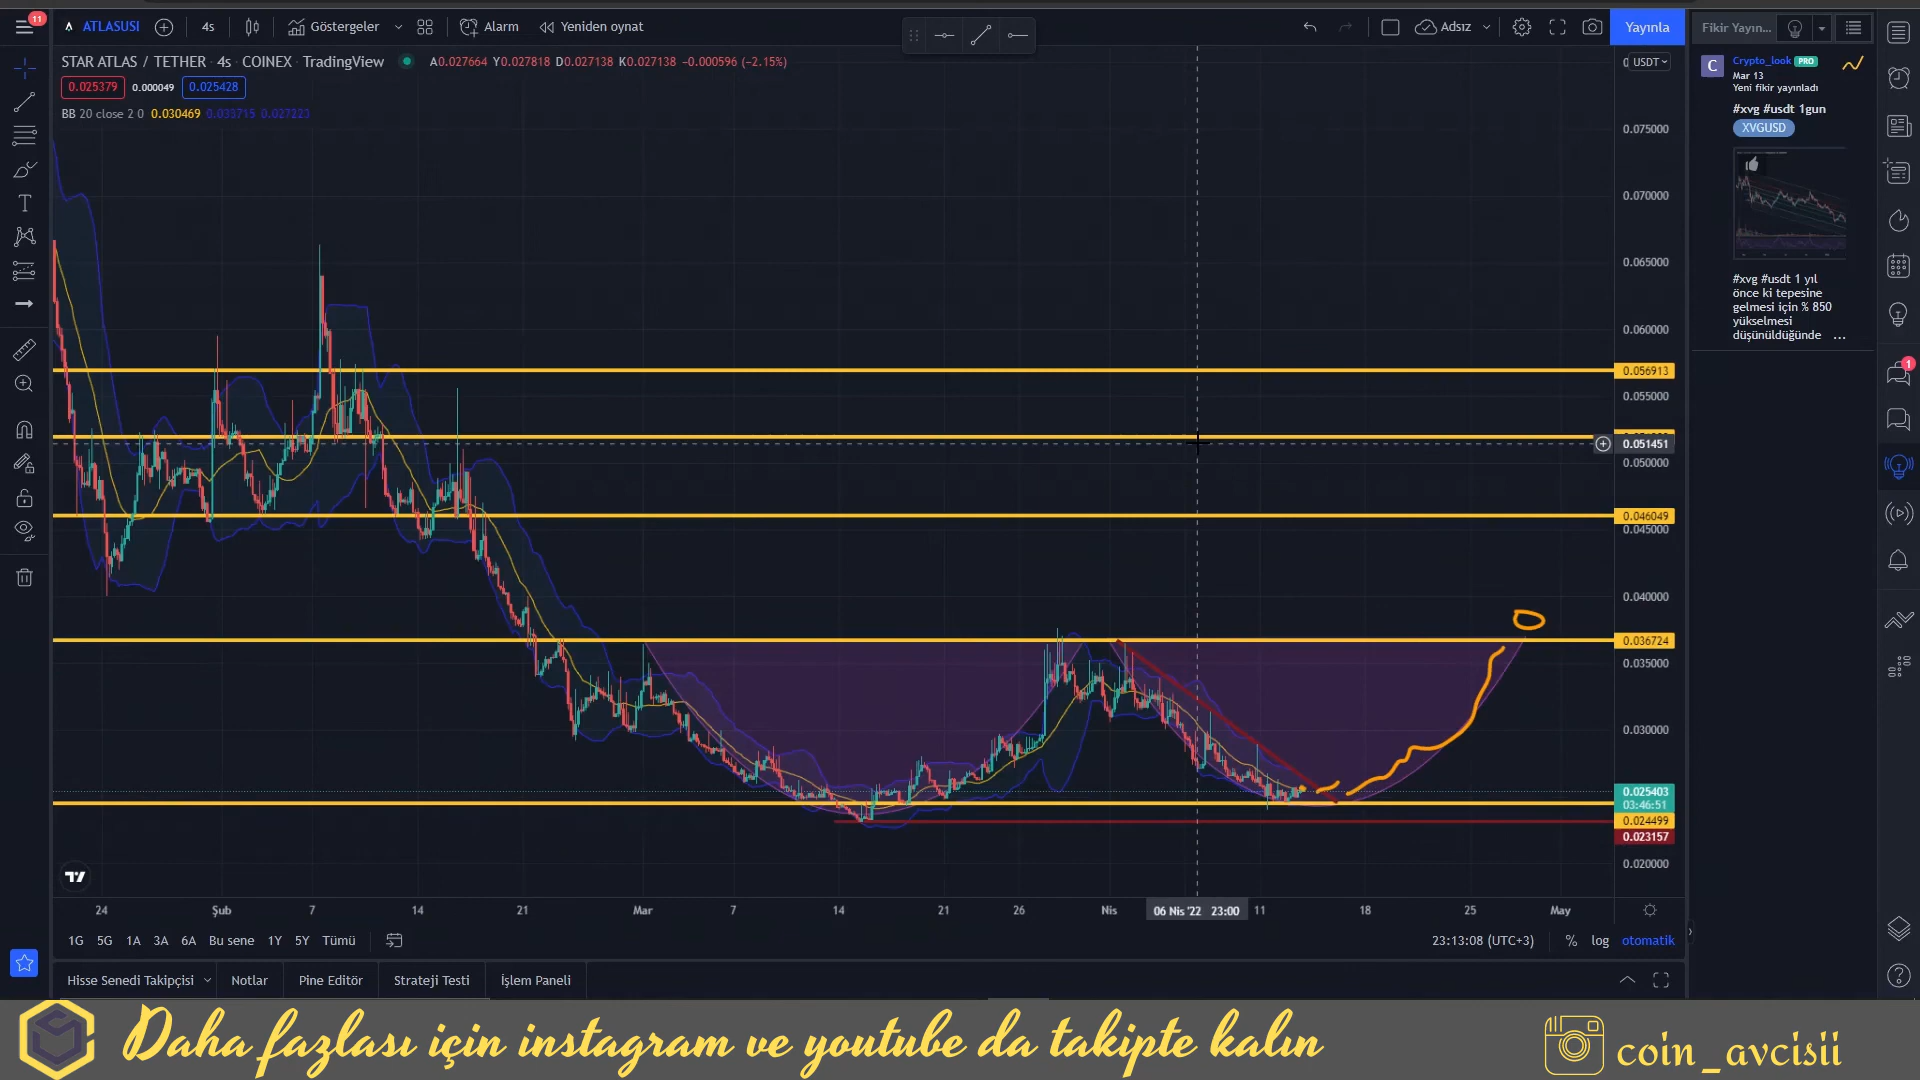 11
ATLASUSI
4s
Göstergeler
Alarm
Yeniden oynat
Adsız
Yayınla
Fikir Yayın...
STAR ATLAS / TETHER · 4s · COINEX · TradingView
A0.027664 Y0.027818 D0.027138 K0.027138 −0.000596 (−2.15%)
USDT
0.025379
0.000049
0.025428
BB 20 close 2 0 0.030469 0.033715 0.027223
Crypto_look PRO
Mar 13
Yeni fikir yayınladı
#xvg #usdt 1gun
XVGUSD
#xvg #usdt 1 yıl
önce ki tepesine
gelmesi için % 850
yükselmesi
düşünüldüğünde ...
1
0.075000
0.070000
0.065000
0.060000
0.056913
0.055000
0.051451
0.050000
0.046049
0.045000
0.040000
0.036724
0.035000
0.030000
0.025403
03:46:51
0.024499
0.023157
0.020000
24
Şub
7
14
21
Mar
7
14
21
26
Nis
06 Nis '22 23:00
11
18
25
May
1G 5G 1A 3A 6A Bu sene 1Y 5Y Tümü
23:13:08 (UTC+3)
%
log
otomatik
Hisse Senedi Takipçisi
Notlar
Pine Editör
Strateji Testi
İşlem Paneli
Daha fazlası için instagram ve youtube da takipte kalın
coin_avcisii